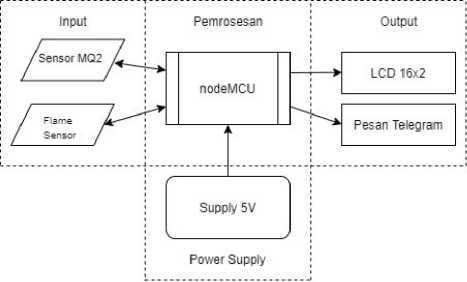 Input
Pemrosesan
Output
Sensor MQ2
nodeMCU
LCD 16x2
Flame
Sensor
Pesan Telegram
Supply 5V
Power Supply